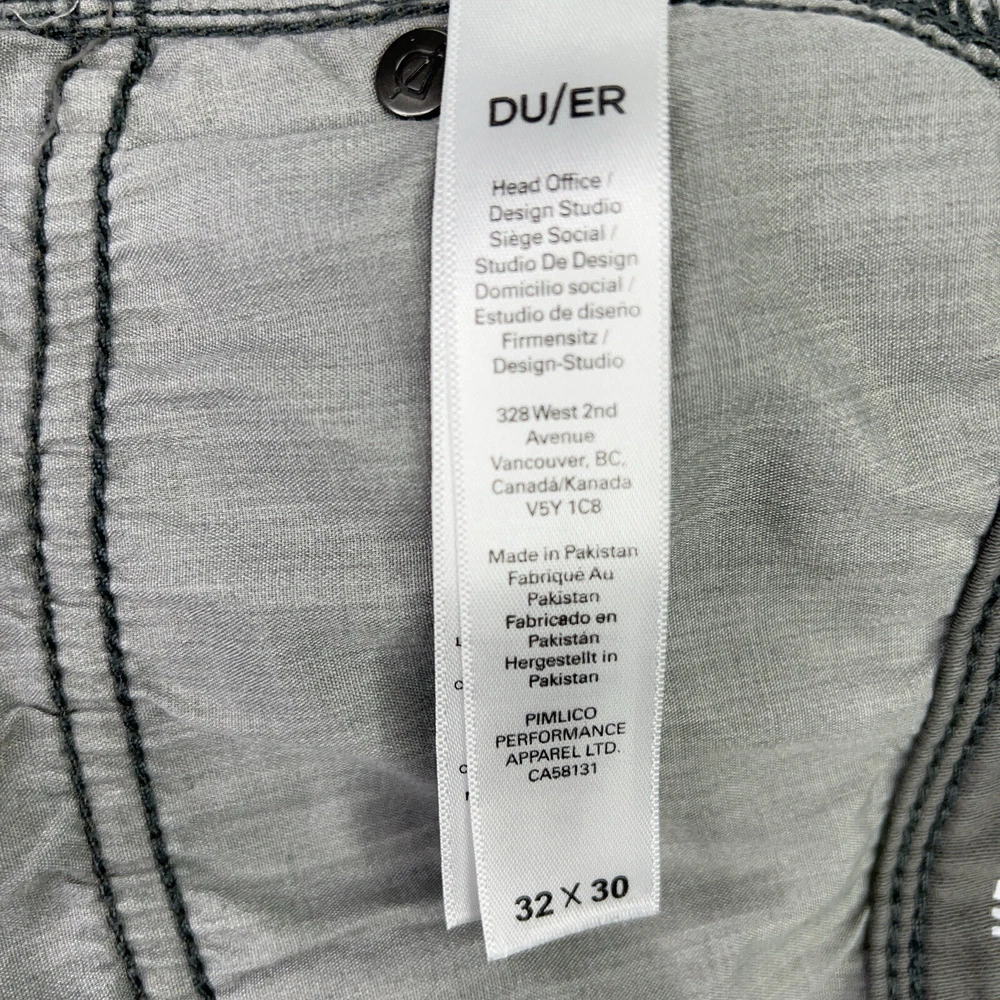 DU/ER
Head Office /
Design Studio
Siège Social /
Studio De Design
Domicilio social /
Estudio de diseño
Firmensitz /
Design-Studio
328 West 2nd
Avenue
Vancouver, BC,
Canadá/Kanada
V5Y 1C8
Made in Pakistan
Fabriqué Au
Pakistan
Fabricado en
Pakistán
Hergestellt in
Pakistan
PIMLICO
PERFORMANCE
APPAREL LTD.
CA58131
32 X 30